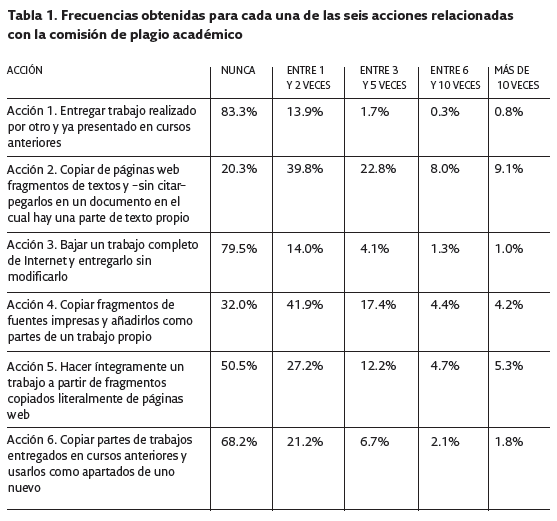 Tabla 1. Frecuencias obtenidas para cada una de las seis acciones relacionadas
con la comisión de plagio académico
ACCIÓN NUNCA ENTRE 1 ENTRE 3 ENTRE 6 MÁS DE
Y 2 VECES Y 5 VECES Y 10 VECES 10 VECES
Acción 1. Entregar trabajo realizado 83.3% 13.9% 1.7% 0.3% 0.8%
por otro y ya presentado en cursos
anteriores
Acción 2. Copiar de páginas web 20.3% 39.8% 22.8% 8.0% 9.1%
fragmentos de textos y –sin citar–
pegarlos en un documento en el
cual hay una parte de texto propio
Acción 3. Bajar un trabajo completo 79.5% 14.0% 4.1% 1.3% 1.0%
de Internet y entregarlo sin
modificarlo
Acción 4. Copiar fragmentos de 32.0% 41.9% 17.4% 4.4% 4.2%
fuentes impresas y añadirlos como
partes de un trabajo propio
Acción 5. Hacer íntegramente un 50.5% 27.2% 12.2% 4.7% 5.3%
trabajo a partir de fragmentos
copiados literalmente de páginas
web
Acción 6. Copiar partes de trabajos 68.2% 21.2% 6.7% 2.1% 1.8%
entregados en cursos anteriores y
usarlos como apartados de uno
nuevo